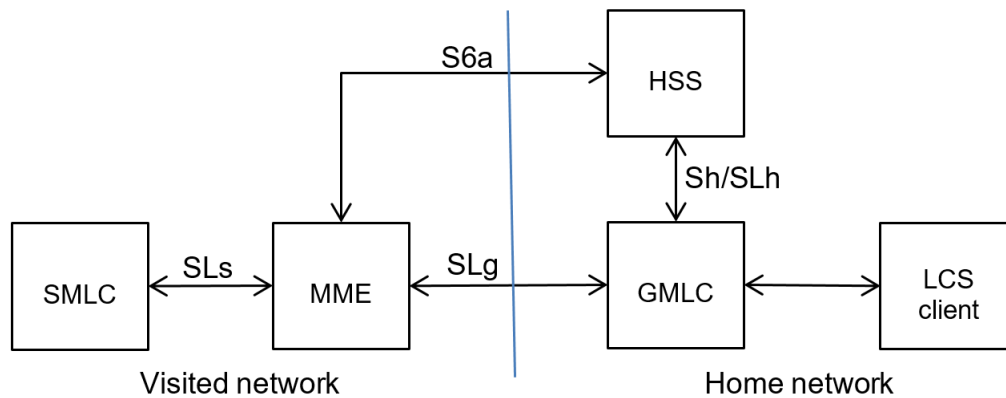 S6a
HSS
Sh/SLh
SMLC
SLs
MME
SLg
GMLC
LCS
client
Visited network
Home network